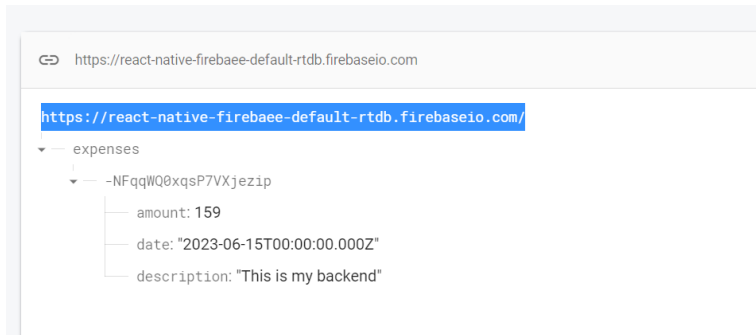 https://react-native-firebaee-default-rtdb.firebaseio.com
https://react-native-firebaee-default-rtdb.firebaseio.com/
expenses
-NFqqWQ0xqsP7VXjezip
amount: 159
date: "2023-06-15T00:00:00.000Z"
description: "This is my backend"